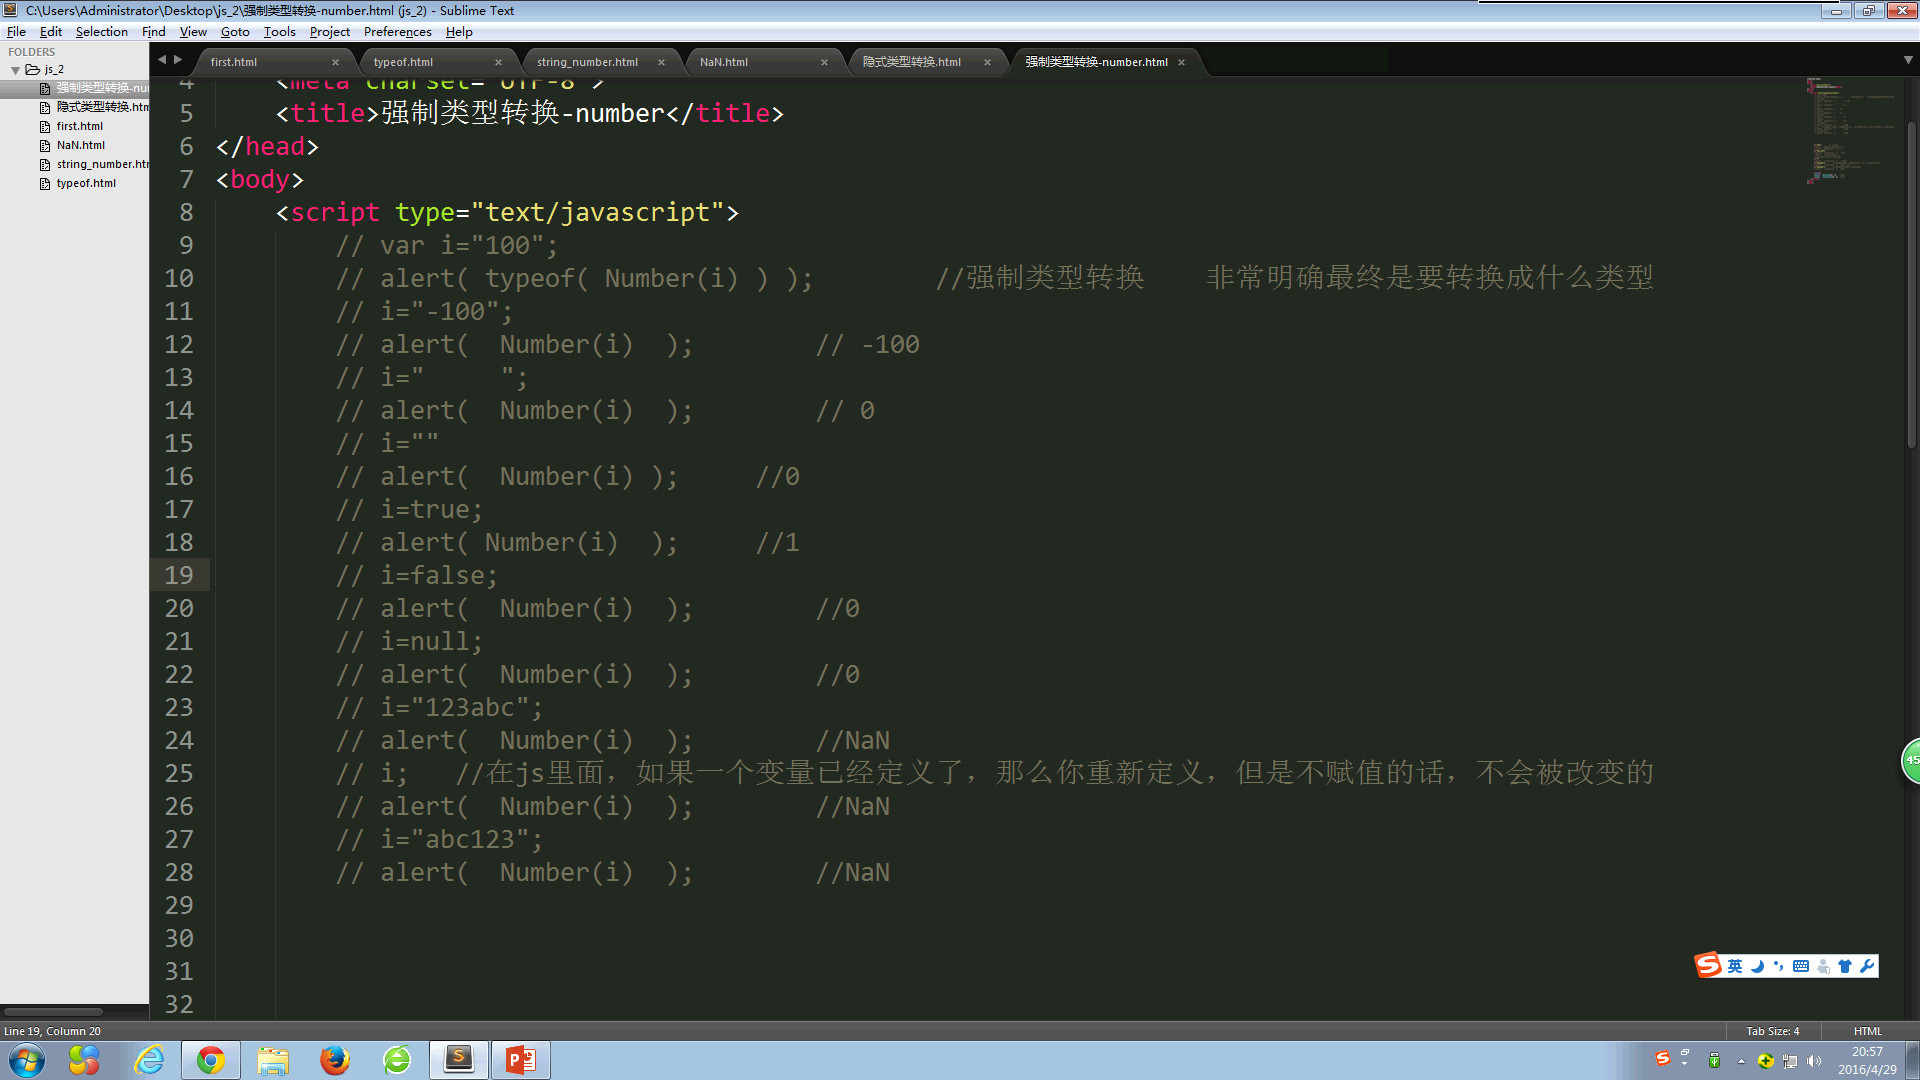 C:\Users\Administrator\Desktop\js_2\强制类型转换-number.html (js_2) - Sublime Text
File Edit Selection Find View Goto Tools Project Preferences Help
FOLDERS
js_2
强制类型转换-nu
隐式类型转换.htm
first.html
NaN.html
string_number.htm
typeof.html
first.html × typeof.html × string_number.html × NaN.html × 隐式类型转换.html × 强制类型转换-number.html ×
4 <meta charset="UTF-8">
5 <title>强制类型转换-number</title>
6 </head>
7 <body>
8 <script type="text/javascript">
9 // var i="100";
10 // alert( typeof( Number(i) ) ); //强制类型转换 非常明确最终是要转换成什么类型
11 // i="-100";
12 // alert( Number(i) ); // -100
13 // i="     ";
14 // alert( Number(i) ); // 0
15 // i=""
16 // alert( Number(i) ); //0
17 // i=true;
18 // alert( Number(i) ); //1
19 // i=false;
20 // alert( Number(i) ); //0
21 // i=null;
22 // alert( Number(i) ); //0
23 // i="123abc";
24 // alert( Number(i) ); //NaN
25 // i; //在js里面，如果一个变量已经定义了，那么你重新定义，但是不赋值的话，不会被改变的
26 // alert( Number(i) ); //NaN
27 // i="abc123";
28 // alert( Number(i) ); //NaN
29
30
31
32
45
英
Line 19, Column 20
Tab Size: 4 HTML
20:57
2016/4/29